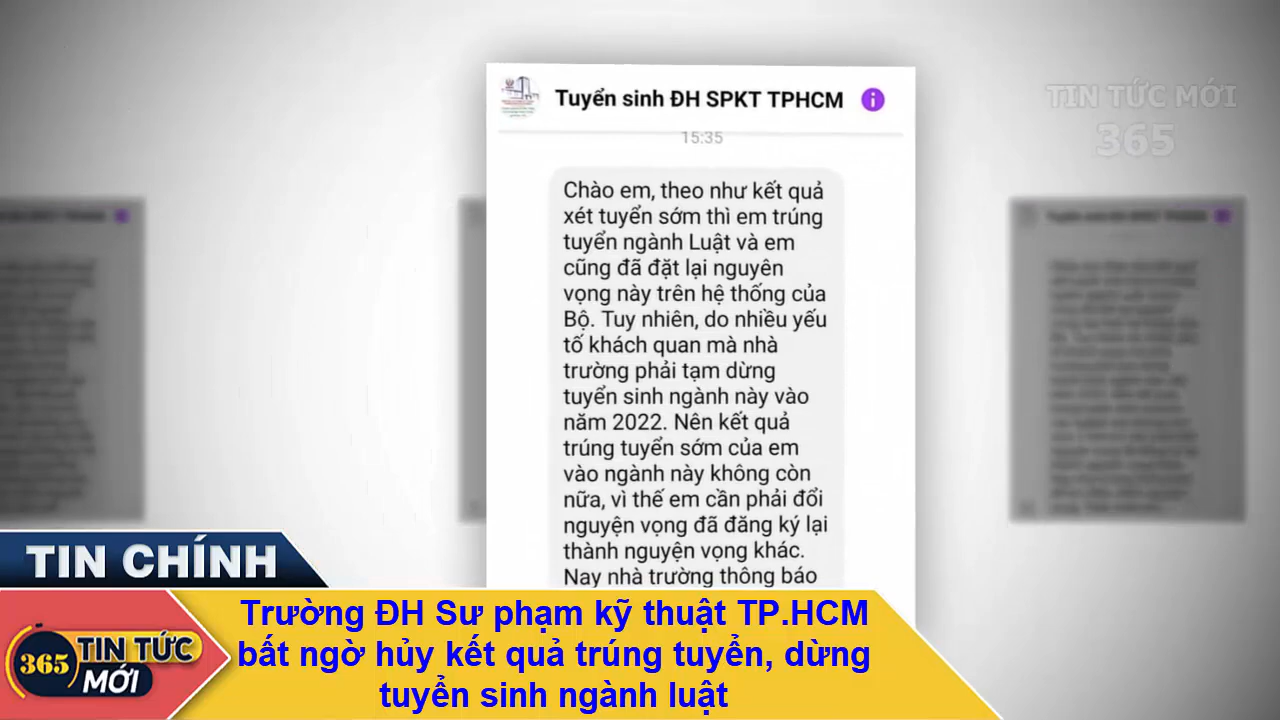 Tuyển sinh ĐH SPKT TPHCM
15:35
TIN TỨC MỚI
365
Chào em, theo như kết quả
xét tuyển sớm thì em trúng
tuyển ngành Luật và em
cũng đã đặt lại nguyên
vọng này trên hệ thống của
Bộ. Tuy nhiên, do nhiều yếu
tố khách quan mà nhà
trường phải tạm dừng
tuyển sinh ngành này vào
năm 2022. Nên kết quả
trúng tuyển sớm của em
vào ngành này không còn
nữa, vì thế em cần phải đổi
nguyện vọng đã đăng ký lại
thành nguyện vọng khác.
Nay nhà trường thông báo
TIN CHÍNH
365 TIN TỨC
MỚI
Trường ĐH Sư phạm kỹ thuật TP.HCM
bất ngờ hủy kết quả trúng tuyển, dừng
tuyển sinh ngành luật